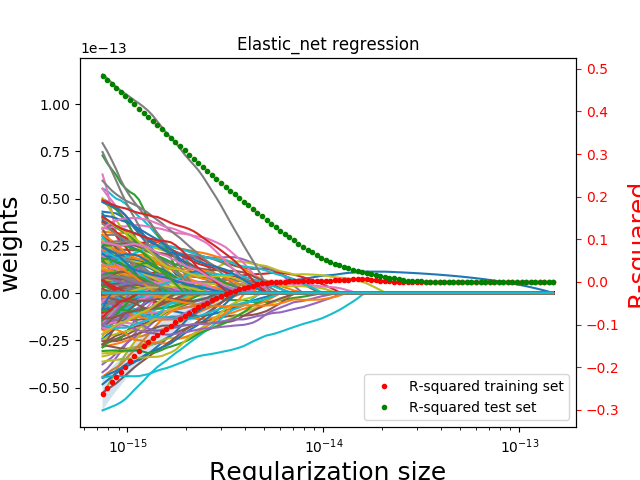 Elastic_net regression
1e−13
1.00
0.75
0.50
0.25
0.00
−0.25
−0.50
weights
0.5
0.4
0.3
0.2
0.1
0.0
−0.1
−0.2
−0.3
R-squared
R-squared training set
R-squared test set
10⁻¹⁵ 10⁻¹⁴ 10⁻¹³
Regularization size